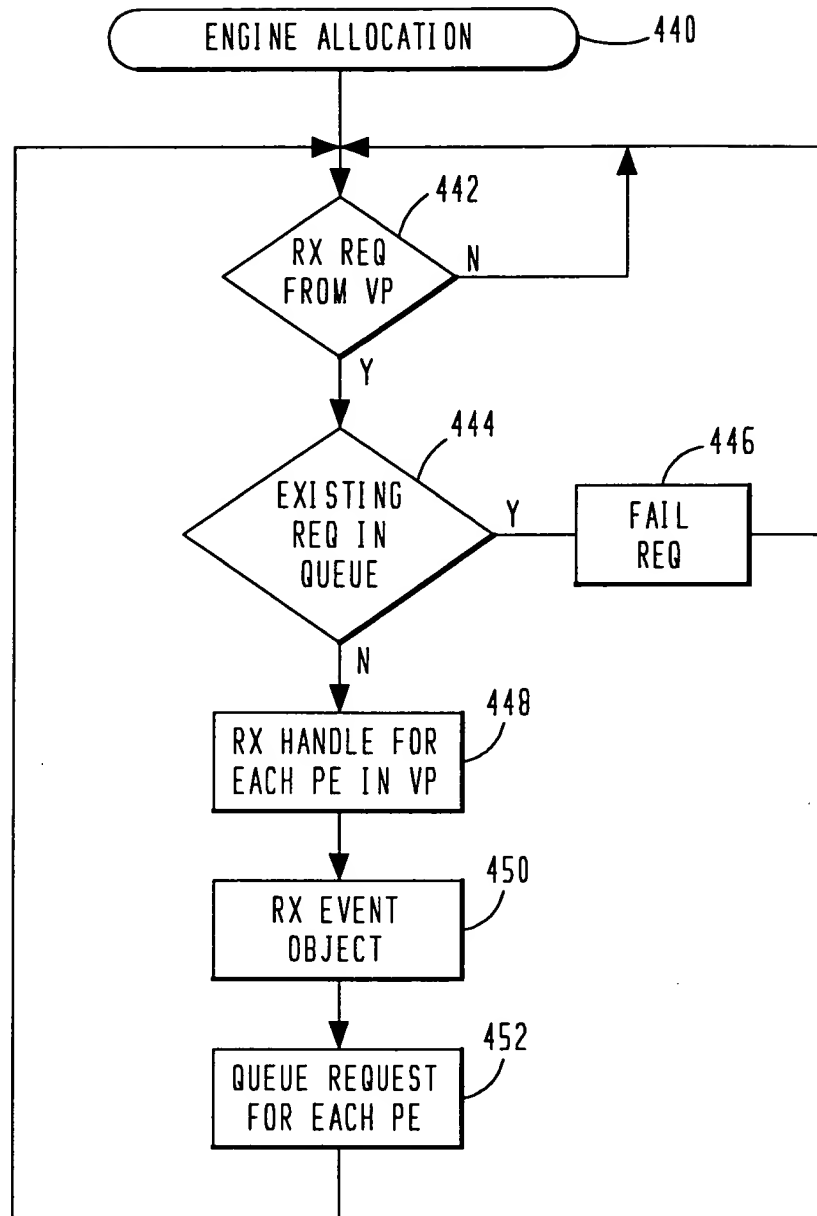 ENGINE ALLOCATION
440
442
RX REQ
FROM VP
N
Y
444
EXISTING
REQ IN
QUEUE
Y
446
FAIL
REQ
N
448
RX HANDLE FOR
EACH PE IN VP
450
RX EVENT
OBJECT
452
QUEUE REQUEST
FOR EACH PE